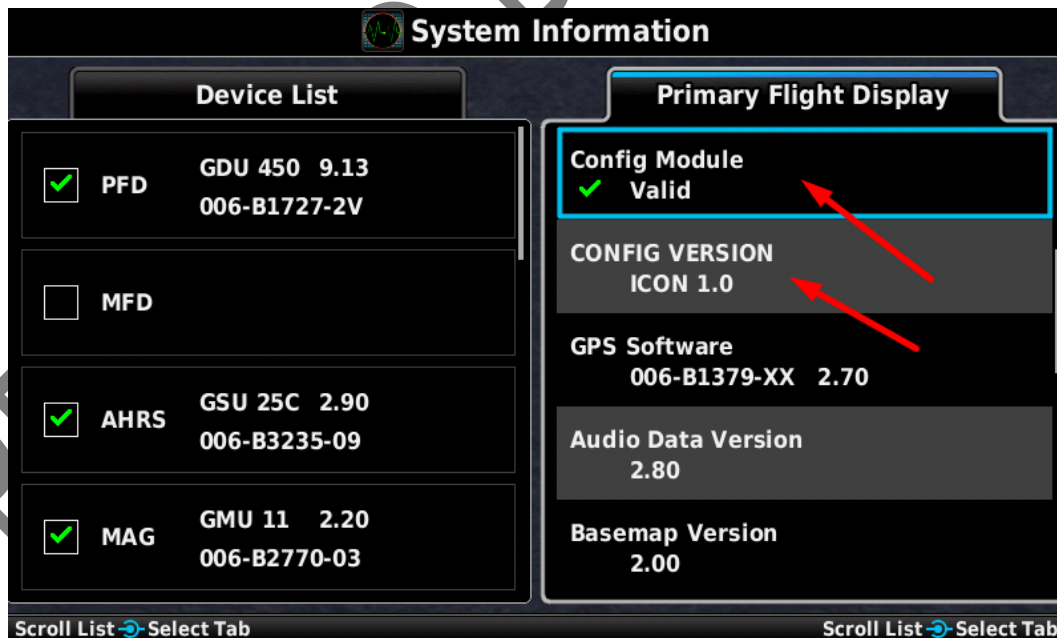 System Information
Device List
PFD
GDU 450 9.13
006-B1727-2V
MFD
AHRS
GSU 25C 2.90
006-B3235-09
MAG
GMU 11 2.20
006-B2770-03
Primary Flight Display
Config Module
Valid
CONFIG VERSION
ICON 1.0
GPS Software
006-B1379-XX 2.70
Audio Data Version
2.80
Basemap Version
2.00
Scroll List Select Tab
Scroll List Select Tab